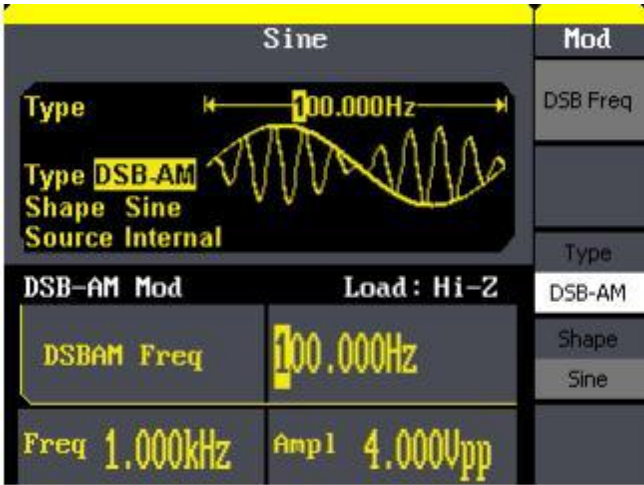 Sine
Type
100.000Hz
Type DSB-AM
Shape Sine
Source Internal
DSB-AM Mod Load: Hi-Z
DSBAM Freq 100.000Hz
Freq 1.000kHz Ampl 4.000Vpp
Mod
DSB Freq
Type
DSB-AM
Shape
Sine